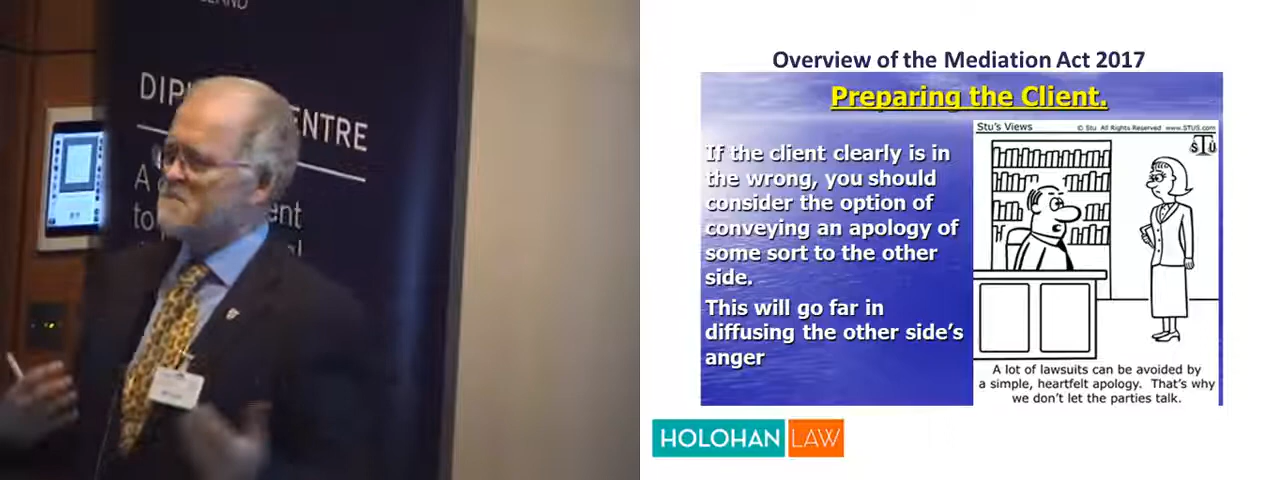 DIP
ENTRE
A
ent
to
al
Overview of the Mediation Act 2017
Preparing the Client.
If the client clearly is in
the wrong, you should
consider the option of
conveying an apology of
some sort to the other
side.
This will go far in
diffusing the other side's
anger
Stu's Views
© Stu All Rights Reserved www.STUS.com
STU
A lot of lawsuits can be avoided by
a simple, heartfelt apology. That's why
we don't let the parties talk.
HOLOHAN LAW